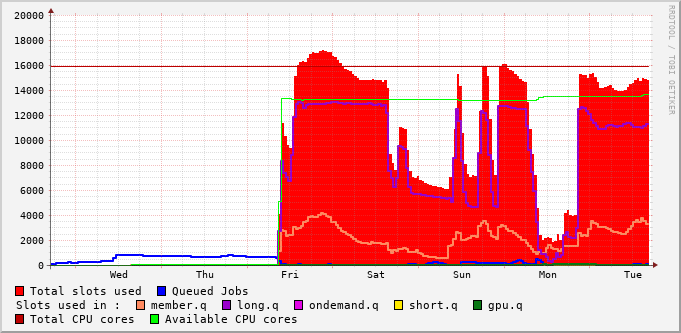 20000
18000
16000
14000
12000
10000
8000
6000
4000
2000
0
Wed Thu Fri Sat Sun Mon Tue
RRDTOOL / TOBI OETIKER
Total slots used Queued Jobs
Slots used in : member.q long.q ondemand.q short.q gpu.q
Total CPU cores Available CPU cores